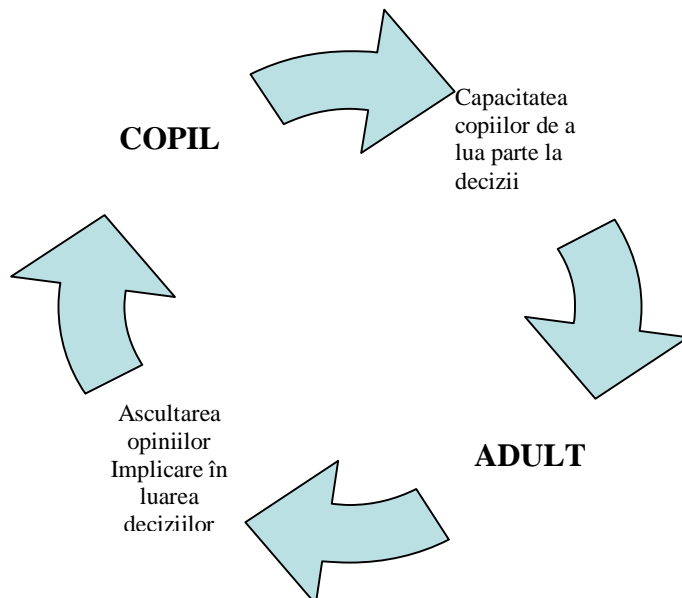 COPIL
Capacitatea
copiilor de a
lua parte la
decizii
ADULT
Ascultarea
opiniilor
Implicare în
luarea
deciziilor